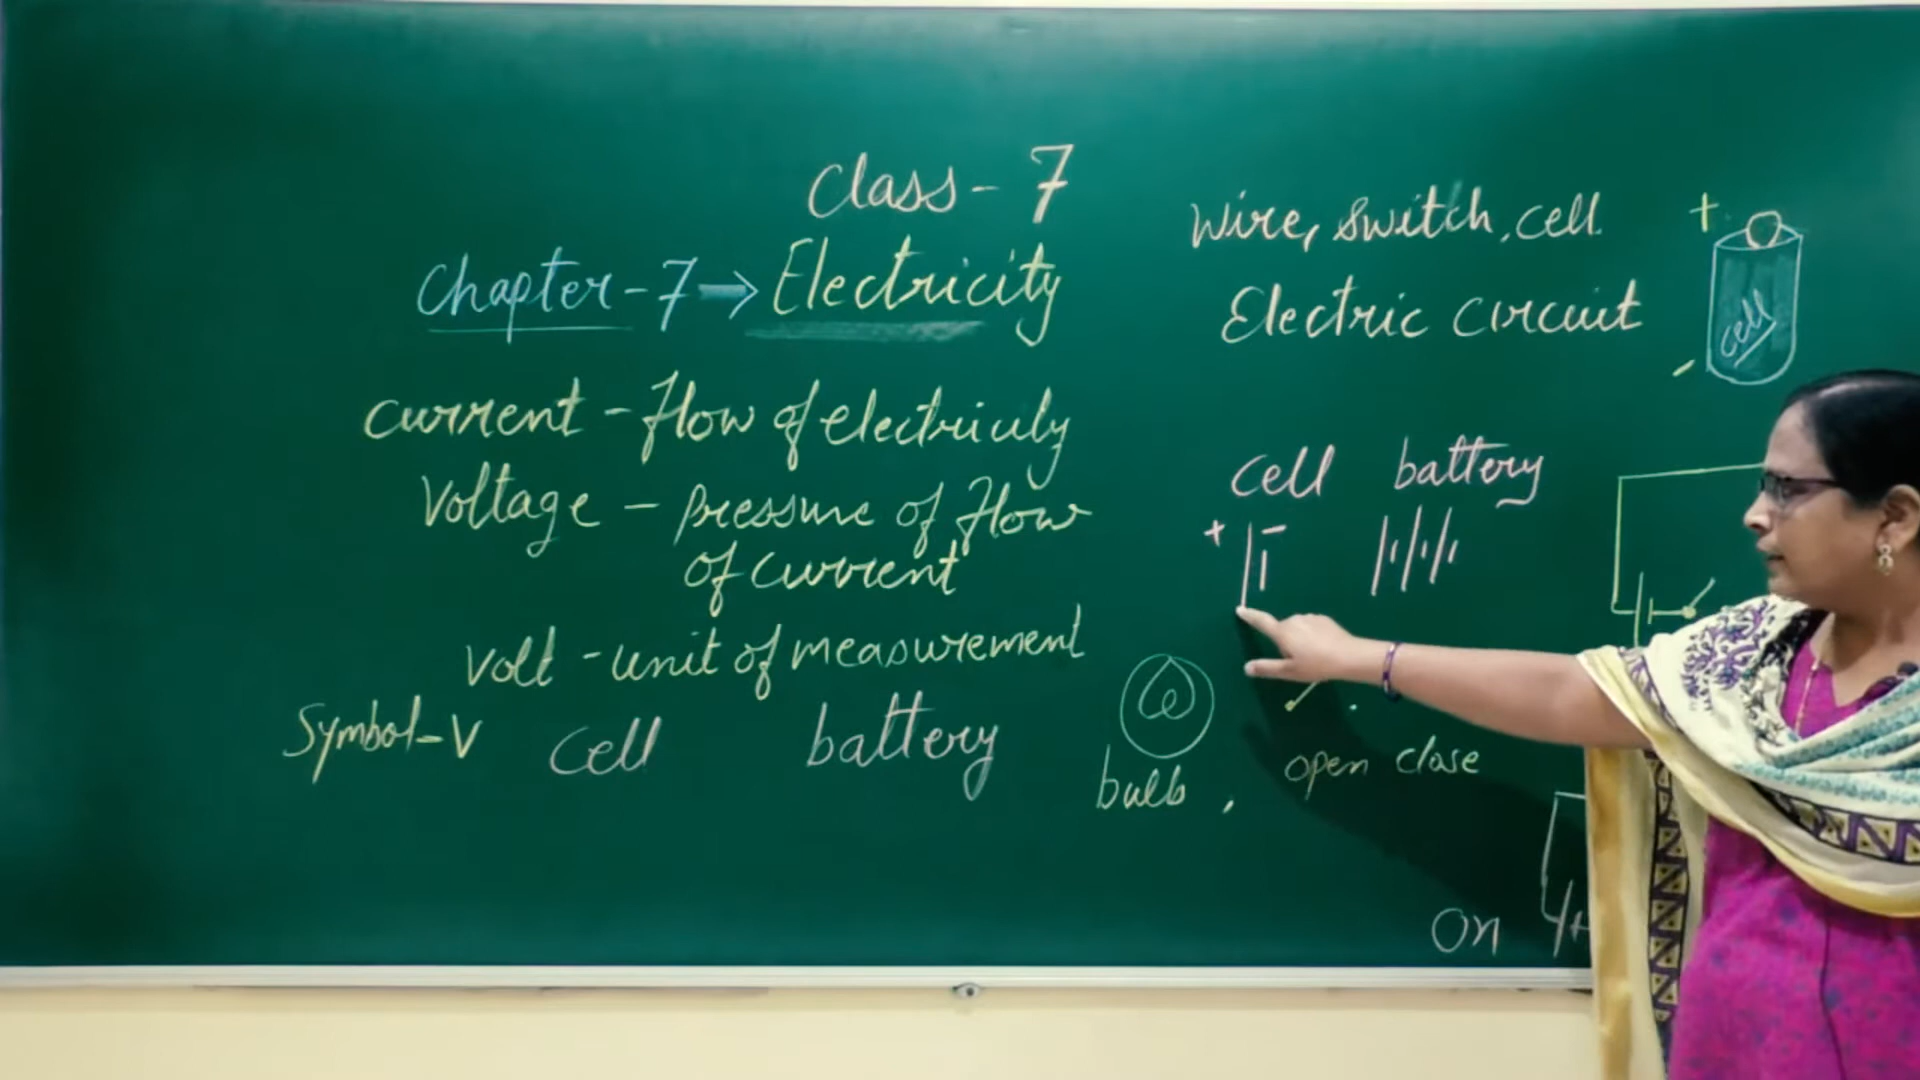 Class - 7
Chapter - 7 → Electricity
Current - Flow of electricity
Voltage - Pressure of Flow
of current
Volt - unit of measurement
Symbol - V
Cell battery
Wire, switch, cell
Electric circuit
+
cell
-
cell battery
+ -
bulb , open close
On